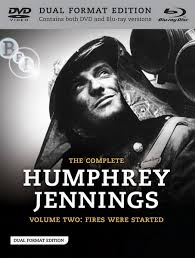 DVD VIDEO
DUAL FORMAT EDITION
Contains both DVD and Blu-ray versions
Blu-ray Disc
BFI
THE COMPLETE
HUMPHREY
JENNINGS
VOLUME TWO: FIRES WERE STARTED
DUAL FORMAT EDITION